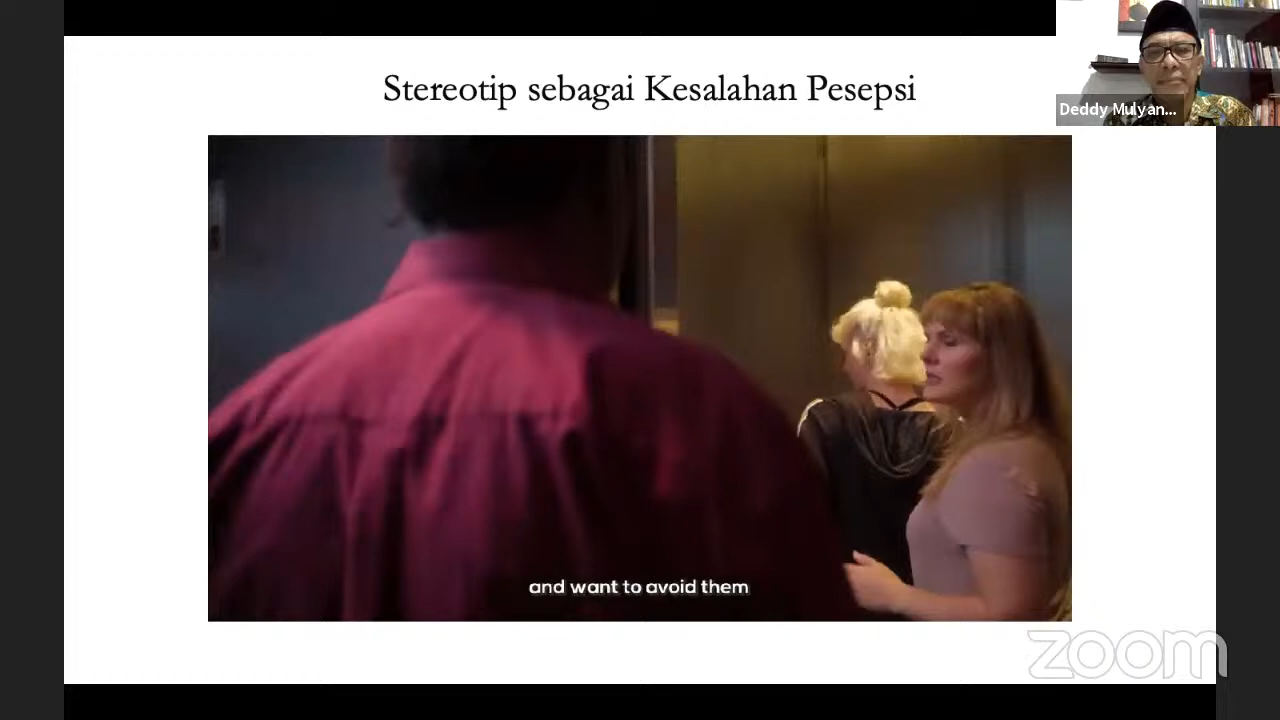 Stereotip sebagai Kesalahan Pesepsi
Deddy Mulyan...
and want to avoid them
zoom